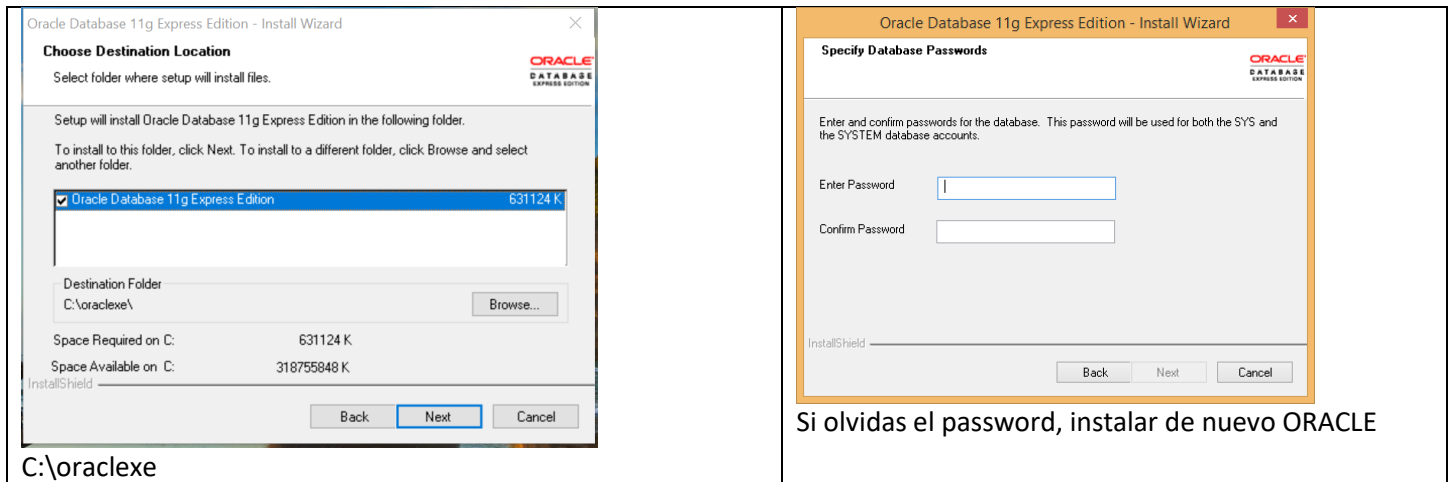 Oracle Database 11g Express Edition - Install Wizard
Choose Destination Location
Select folder where setup will install files.
ORACLE
DATABASE
EXPRESS EDITION
Setup will install Oracle Database 11g Express Edition in the following folder.
To install to this folder, click Next. To install to a different folder, click Browse and select
another folder.
Oracle Database 11g Express Edition 631124 K
Destination Folder
C:\oraclexe\ Browse...
Space Required on C: 631124 K
Space Available on C: 318755848 K
InstallShield
Back Next Cancel
C:\oraclexe
Oracle Database 11g Express Edition - Install Wizard
Specify Database Passwords
ORACLE
DATABASE
EXPRESS EDITION
Enter and confirm passwords for the database. This password will be used for both the SYS and
the SYSTEM database accounts.
Enter Password
Confirm Password
InstallShield
Back Next Cancel
Si olvidas el password, instalar de nuevo ORACLE